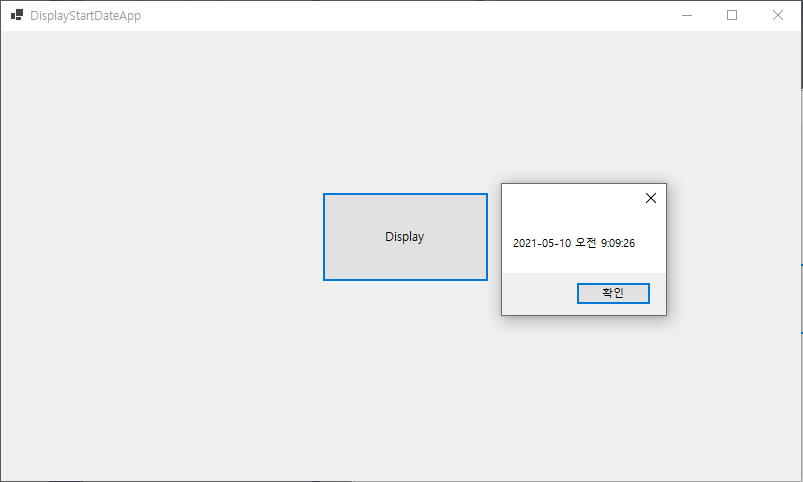 DisplayStartDateApp
Display
2021-05-10 오전 9:09:26
확인